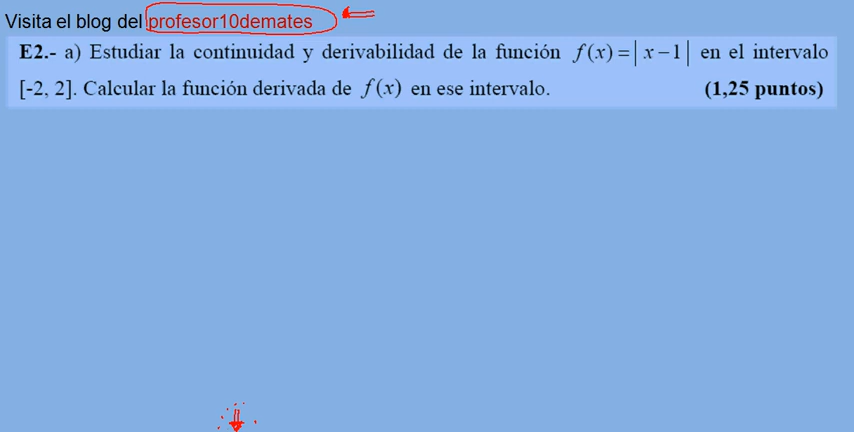 Visita el blog del profesor10demates
E2.- a) Estudiar la continuidad y derivabilidad de la función f(x)=|x−1| en el intervalo
[-2, 2]. Calcular la función derivada de f(x) en ese intervalo. (1,25 puntos)